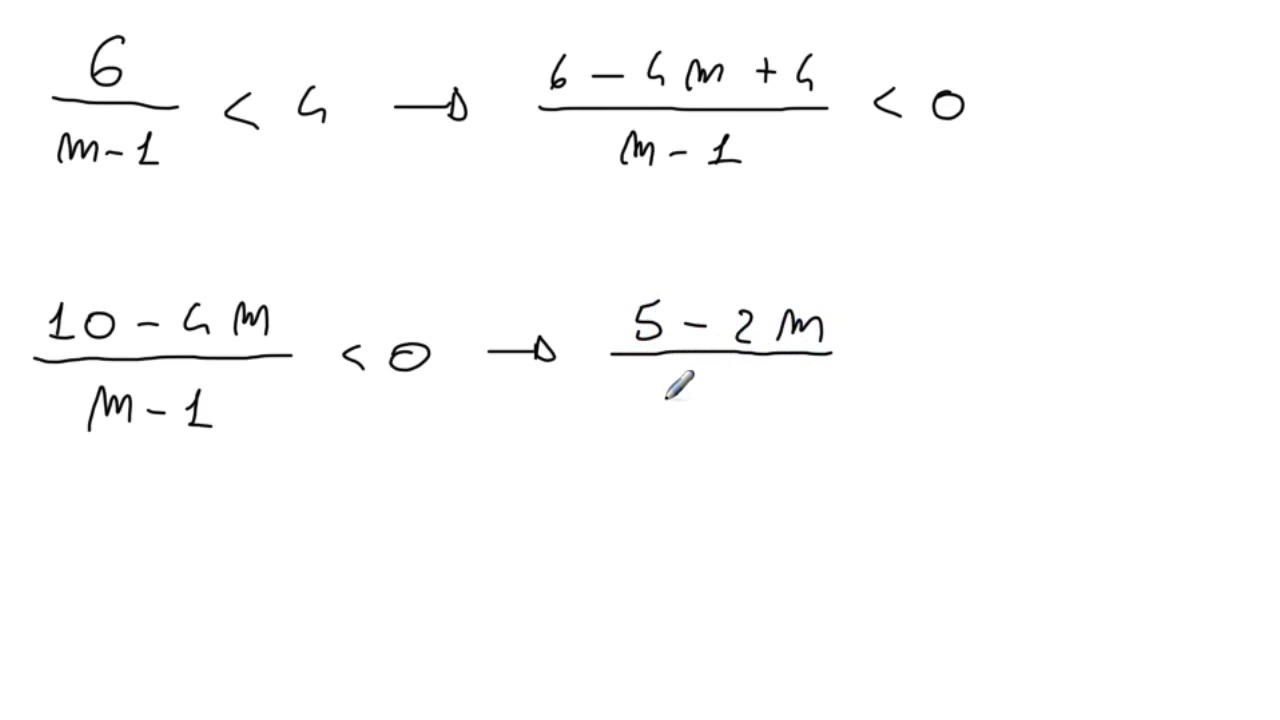 6/(m-1) < 4 → (6 - 4m + 4)/(m - 1) < 0
(10 - 4m)/(m - 1) < 0 → (5 - 2m)/